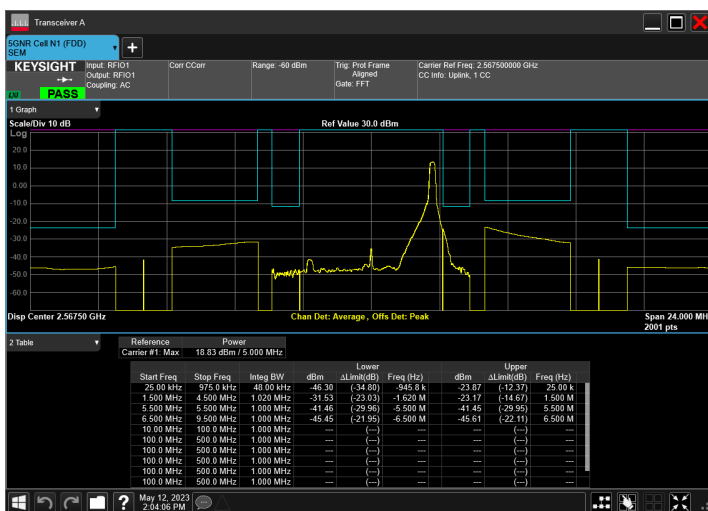 Transceiver A
5GNR Cell N1 (FDD)
SEM
KEYSIGHT
LXI
PASS
Input: RFIO1
Output: RFIO1
Coupling: AC
Corr CCorr
Range: -60 dBm
Trig: Prot Frame
Aligned
Gate: FFT
Carrier Ref Freq: 2.567500000 GHz
CC Info: Uplink, 1 CC
1 Graph
Scale/Div 10 dB
Ref Value 30.0 dBm
Log
20.0
10.0
0.00
-10.0
-20.0
-30.0
-40.0
-50.0
-60.0
Disp Center 2.56750 GHz
Chan Det: Average, Offs Det: Peak
Span 24.000 MH
2001 pts
2 Table
Reference Power
Carrier #1: Max 18.83 dBm / 5.000 MHz
Lower Upper
Start Freq Stop Freq Integ BW dBm ΔLimit(dB) Freq (Hz) dBm ΔLimit(dB) Freq (Hz)
25.00 kHz 975.0 kHz 48.00 kHz -46.30 (-34.80) -945.8 k -23.87 (-12.37) 25.00 k
1.500 MHz 4.500 MHz 1.020 MHz -31.53 (-23.03) -1.620 M -23.17 (-14.67) 1.500 M
5.500 MHz 5.500 MHz 1.000 MHz -41.46 (-29.96) -5.500 M -41.45 (-29.95) 5.500 M
6.500 MHz 9.500 MHz 1.000 MHz -45.45 (-21.95) -6.500 M -45.61 (-22.11) 6.500 M
10.00 MHz 100.0 MHz 1.000 MHz --- (---) --- --- (---) ---
100.0 MHz 500.0 MHz 1.000 MHz --- (---) --- --- (---) ---
100.0 MHz 500.0 MHz 1.000 MHz --- (---) --- --- (---) ---
100.0 MHz 500.0 MHz 1.000 MHz --- (---) --- --- (---) ---
100.0 MHz 500.0 MHz 1.000 MHz --- (---) --- --- (---) ---
100.0 MHz 500.0 MHz 1.000 MHz --- (---) --- --- (---) ---
May 12, 2023
2:04:06 PM